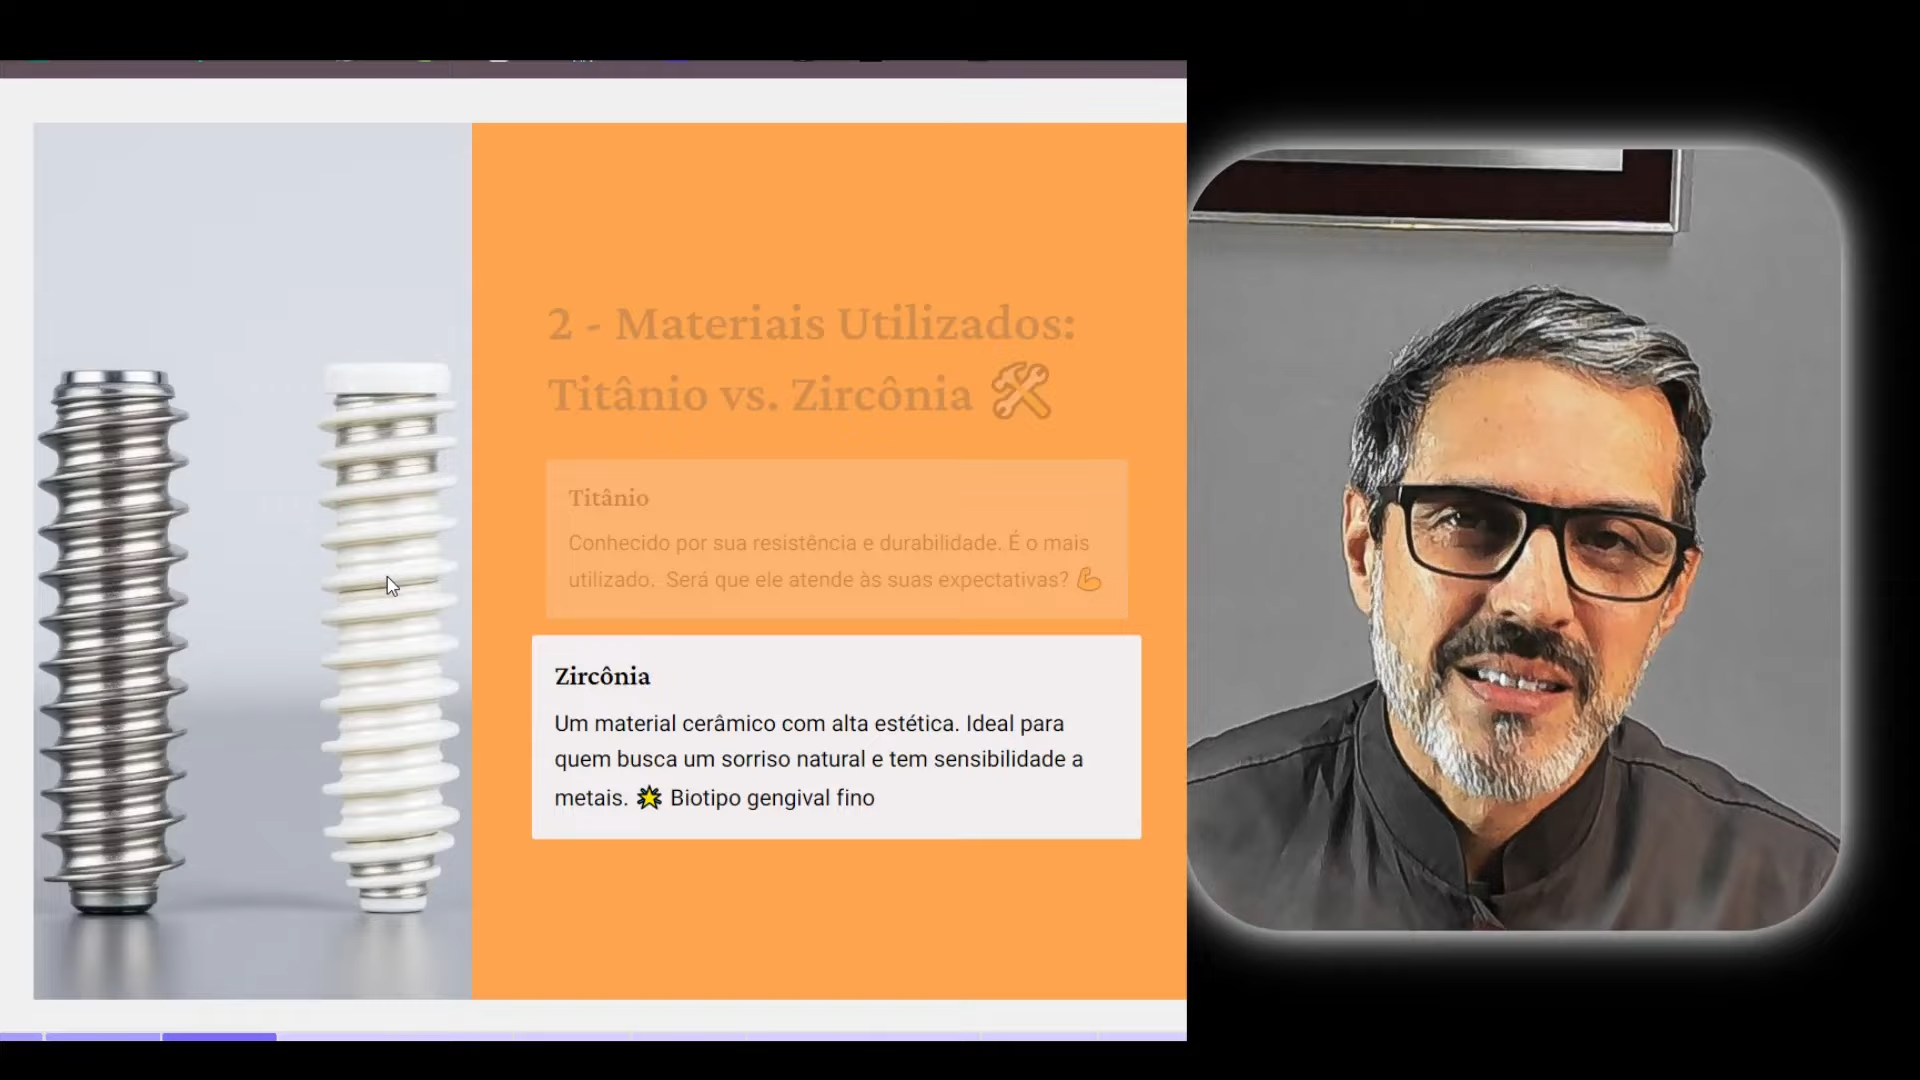 2 - Materiais Utilizados:
Titânio vs. Zircônia 🛠️
Titânio
Conhecido por sua resistência e durabilidade. É o mais
utilizado. Será que ele atende às suas expectativas? 💪
Zircônia
Um material cerâmico com alta estética. Ideal para
quem busca um sorriso natural e tem sensibilidade a
metais. 🌟 Biotipo gengival fino